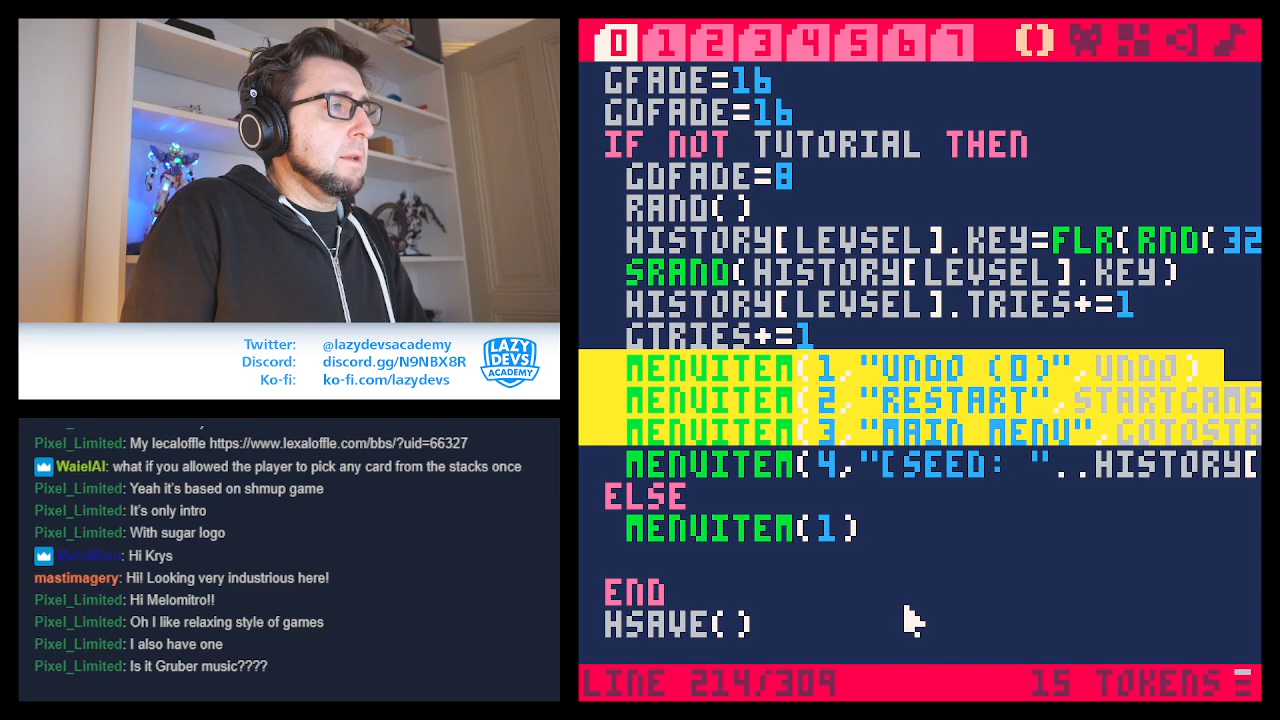 Twitter: @lazydevsacademy
Discord: discord.gg/N9NBX8R
Ko-fi: ko-fi.com/lazydevs
LAZY
DEVS
ACADEMY
Pixel_Limited: My lecaloffle https://www.lexaloffle.com/bbs/?uid=66327
WaielAI: what if you allowed the player to pick any card from the stacks once
Pixel_Limited: Yeah it's based on shmup game
Pixel_Limited: It's only intro
Pixel_Limited: With sugar logo
: Hi Krys
mastimagery: Hi! Looking very industrious here!
Pixel_Limited: Hi Melomitro!!
Pixel_Limited: Oh I like relaxing style of games
Pixel_Limited: I also have one
Pixel_Limited: Is it Gruber music????
0 1 2 3 4 5 6 7 ()
GFADE=16
GOFADE=16
IF NOT TUTORIAL THEN
GOFADE=8
RAND()
HISTORY[LEVSEL].KEY=FLR(RND(32
SRAND(HISTORY[LEVSEL].KEY)
HISTORY[LEVSEL].TRIES+=1
GTRIES+=1
MENUITEM(1,"UNDO (O)",UNDO)
MENUITEM(2,"RESTART",STARTGAME
MENUITEM(3,"MAIN MENU",GOTOSTA
MENUITEM(4,"[SEED: "..HISTORY[
ELSE
MENUITEM(1)
END
HSAVE()
LINE 214/309 15 TOKENS